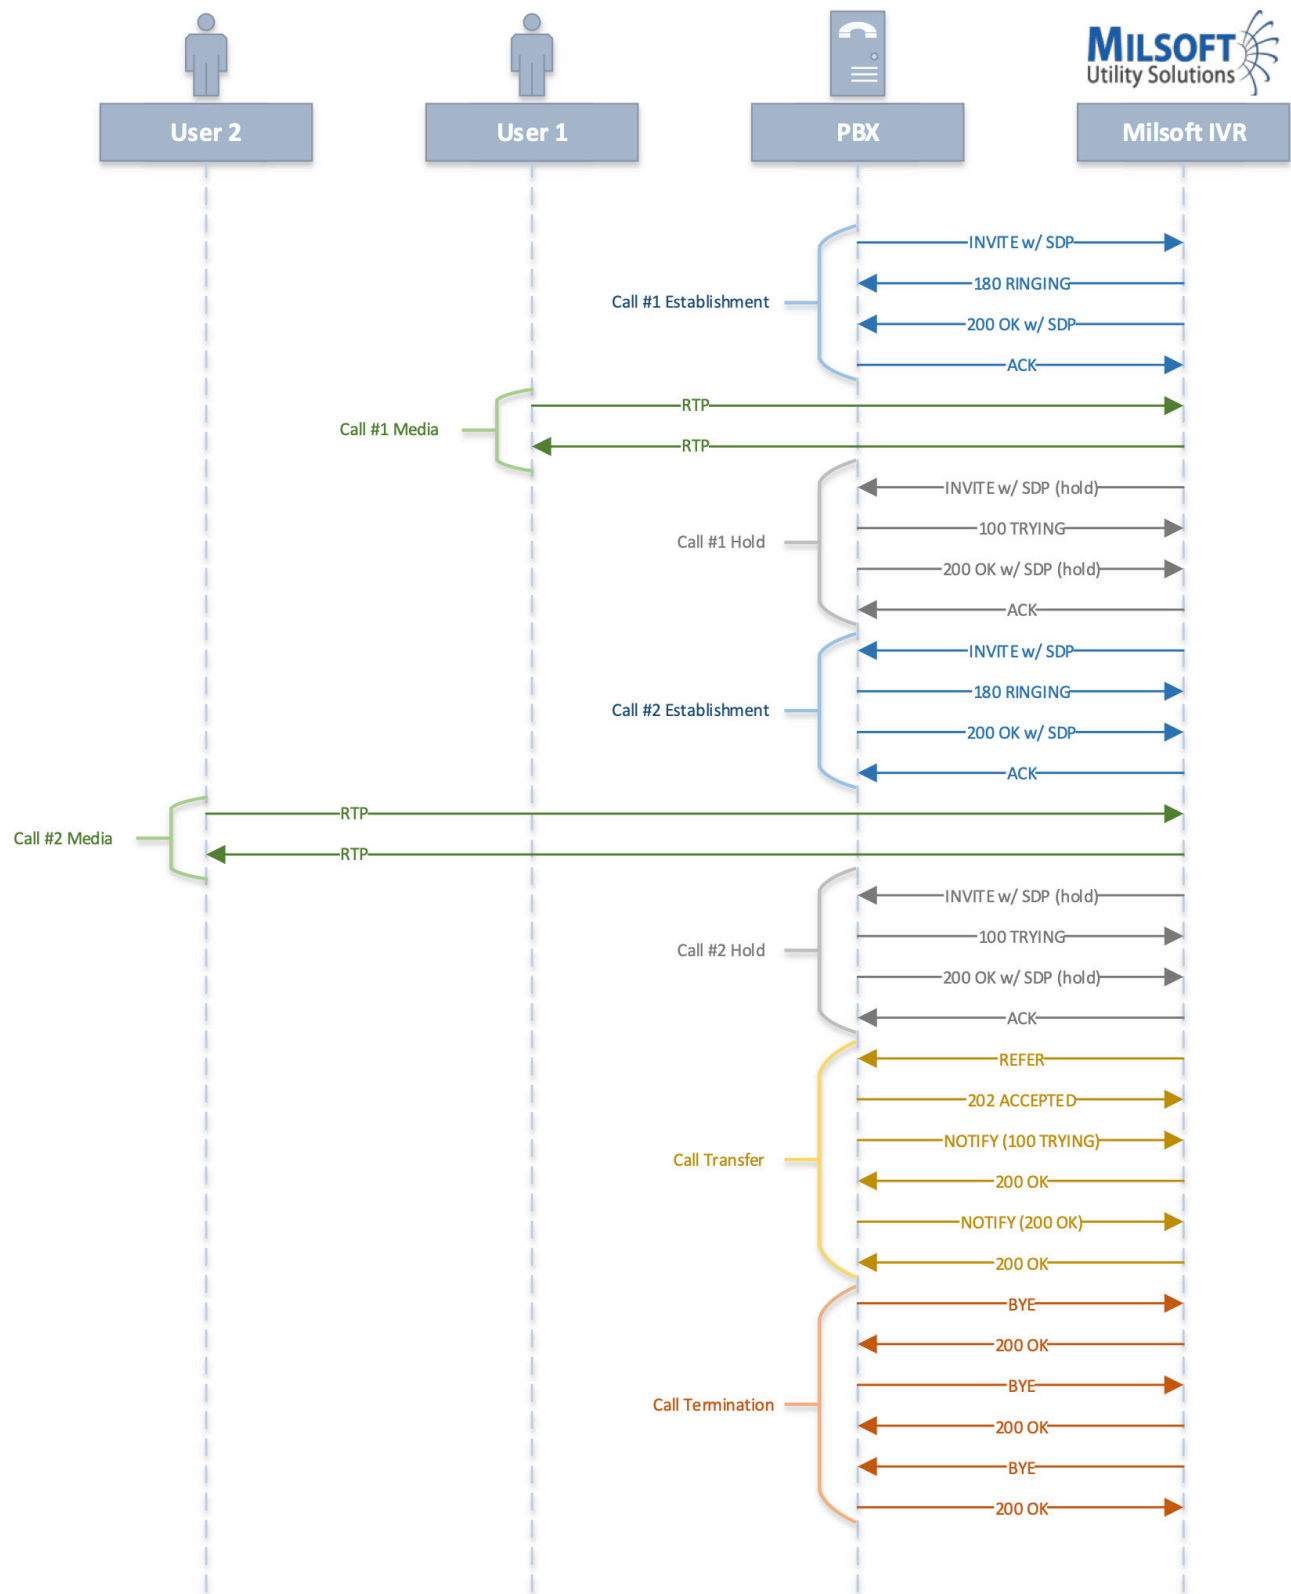 MILSOFT
Utility Solutions
User 2
User 1
PBX
Milsoft IVR
INVITE w/ SDP
180 RINGING
Call #1 Establishment
200 OK w/ SDP
ACK
RTP
Call #1 Media
RTP
INVITE w/ SDP (hold)
100 TRYING
Call #1 Hold
200 OK w/ SDP (hold)
ACK
INVITE w/ SDP
180 RINGING
Call #2 Establishment
200 OK w/ SDP
ACK
RTP
Call #2 Media
RTP
INVITE w/ SDP (hold)
100 TRYING
Call #2 Hold
200 OK w/ SDP (hold)
ACK
REFER
202 ACCEPTED
NOTIFY (100 TRYING)
Call Transfer
200 OK
NOTIFY (200 OK)
200 OK
BYE
200 OK
BYE
Call Termination
200 OK
BYE
200 OK